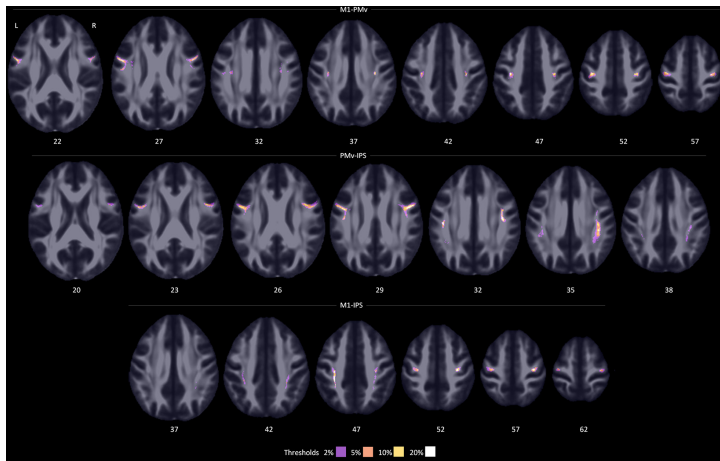 M1-PMv
L R
22 27 32 37 42 47 52 57
PMv-IPS
20 23 26 29 32 35 38
M1-IPS
37 42 47 52 57 62
Thresholds 2% 5% 10% 20%